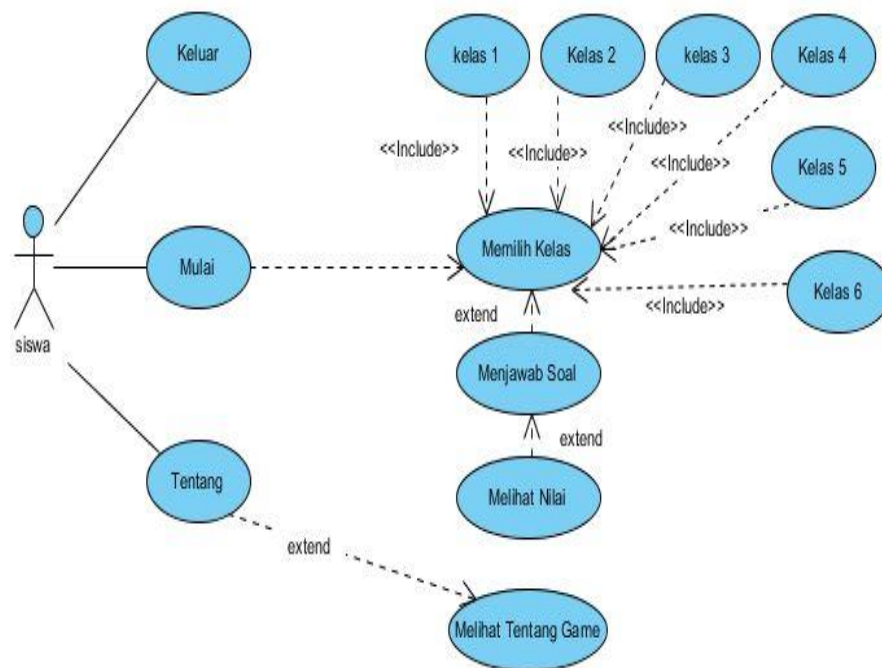 Keluar
kelas 1
Kelas 2
kelas 3
Kelas 4
<<Include>>
<<Include>>
<<Include>>
<<Include>>
Kelas 5
<<Include>>
Mulai
Memilih Kelas
Kelas 6
<<Include>>
extend
siswa
Menjawab Soal
extend
Tentang
Melihat Nilai
extend
Melihat Tentang Game